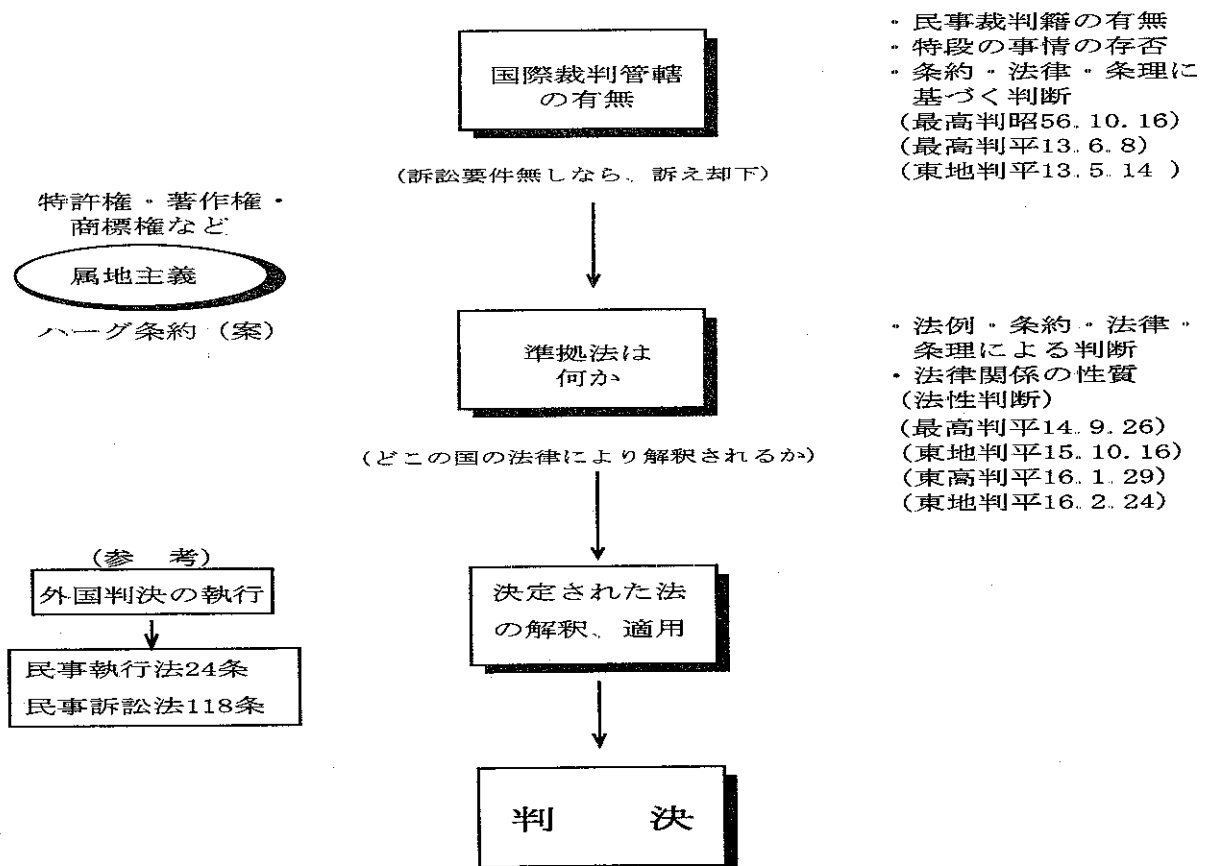 国際裁判管轄
の有無
(訴訟要件無しなら、訴え却下)
・民事裁判籍の有無
・特段の事情の存否
・条約・法律・条理に
基づく判断
(最高判昭56.10.16)
(最高判平13.6.8)
(東地判平13.5.14 )
特許権・著作権・
商標権など
属地主義
ハーグ条約 (案)
準拠法は
何か
(どこの国の法律により解釈されるか)
・法例・条約・法律・
条理による判断
・法律関係の性質
(法性判断)
(最高判平14.9.26)
(東地判平15.10.16)
(東高判平16.1.29)
(東地判平16.2.24)
(参 考)
外国判決の執行
民事執行法24条
民事訴訟法118条
決定された法
の解釈、適用
判 決